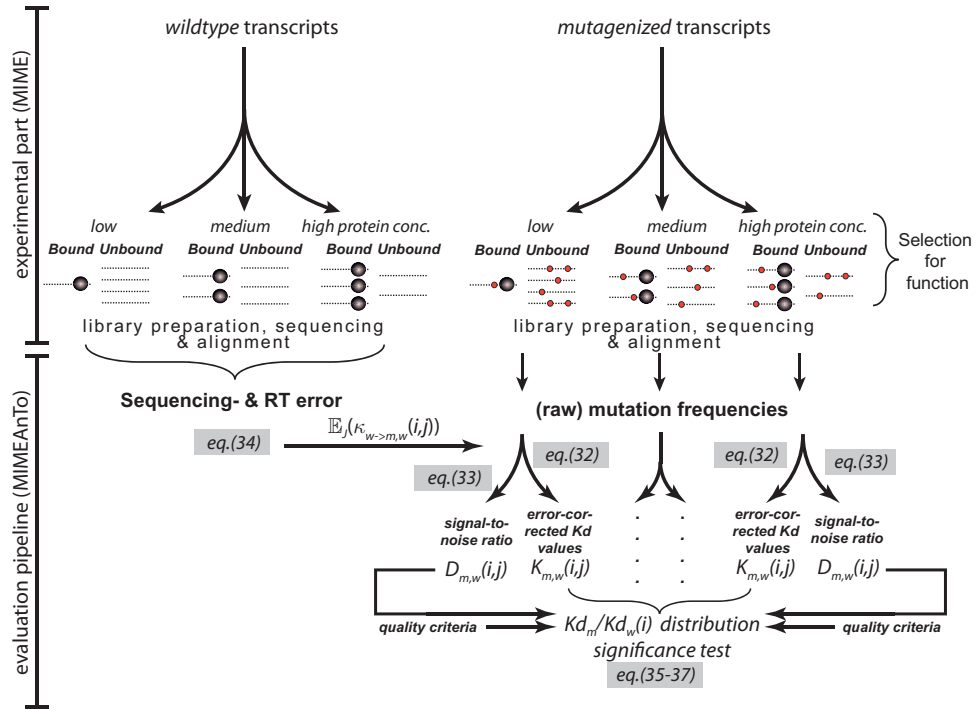 experimental part (MIME)
evaluation pipeline (MIMEAnTo)
wildtype transcripts
mutagenized transcripts
low
medium
high protein conc.
Bound Unbound
Bound Unbound
Bound Unbound
low
medium
high protein conc.
Bound Unbound
Bound Unbound
Bound Unbound
Selection
for
function
library preparation, sequencing
& alignment
library preparation, sequencing
& alignment
Sequencing- & RT error
(raw) mutation frequencies
eq.(34)
𝔼j(κw->m,w(i,j))
eq.(33)
eq.(32)
eq.(32)
eq.(33)
signal-to-
noise ratio
error-cor-
rected Kd
values
error-cor-
rected Kd
values
signal-to-
noise ratio
Dm,w(i,j)
Km,w(i,j)
Km,w(i,j)
Dm,w(i,j)
quality criteria
Kdm/Kdw(i) distribution
quality criteria
significance test
eq.(35-37)